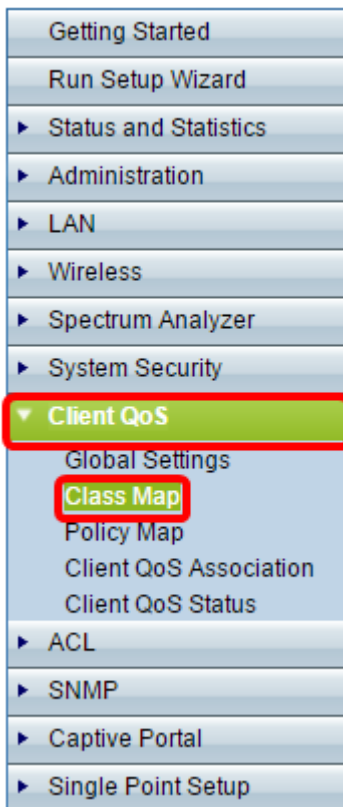 Getting Started
Run Setup Wizard
Status and Statistics
Administration
LAN
Wireless
Spectrum Analyzer
System Security
Client QoS
Global Settings
Class Map
Policy Map
Client QoS Association
Client QoS Status
ACL
SNMP
Captive Portal
Single Point Setup